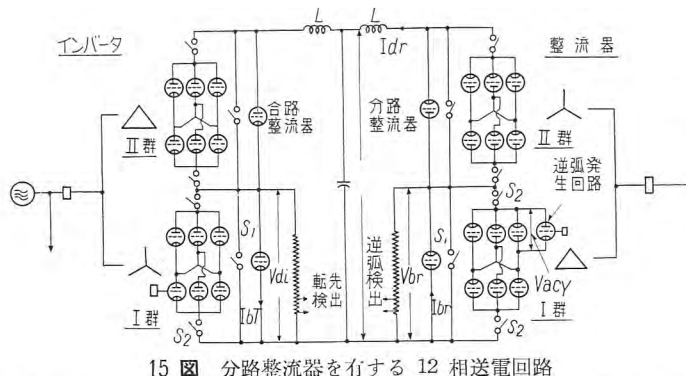 L
L
Idr
インバータ
整流器
合路
整流器
分路
整流器
II群
II群
逆弧発
生回路
S2
S1
Vdi
転先
検出
逆弧検出
Vbr
S1
Vacy
I群
IbT
Ibr
I群
S2
S2
15 図 分路整流器を有する 12 相送電回路